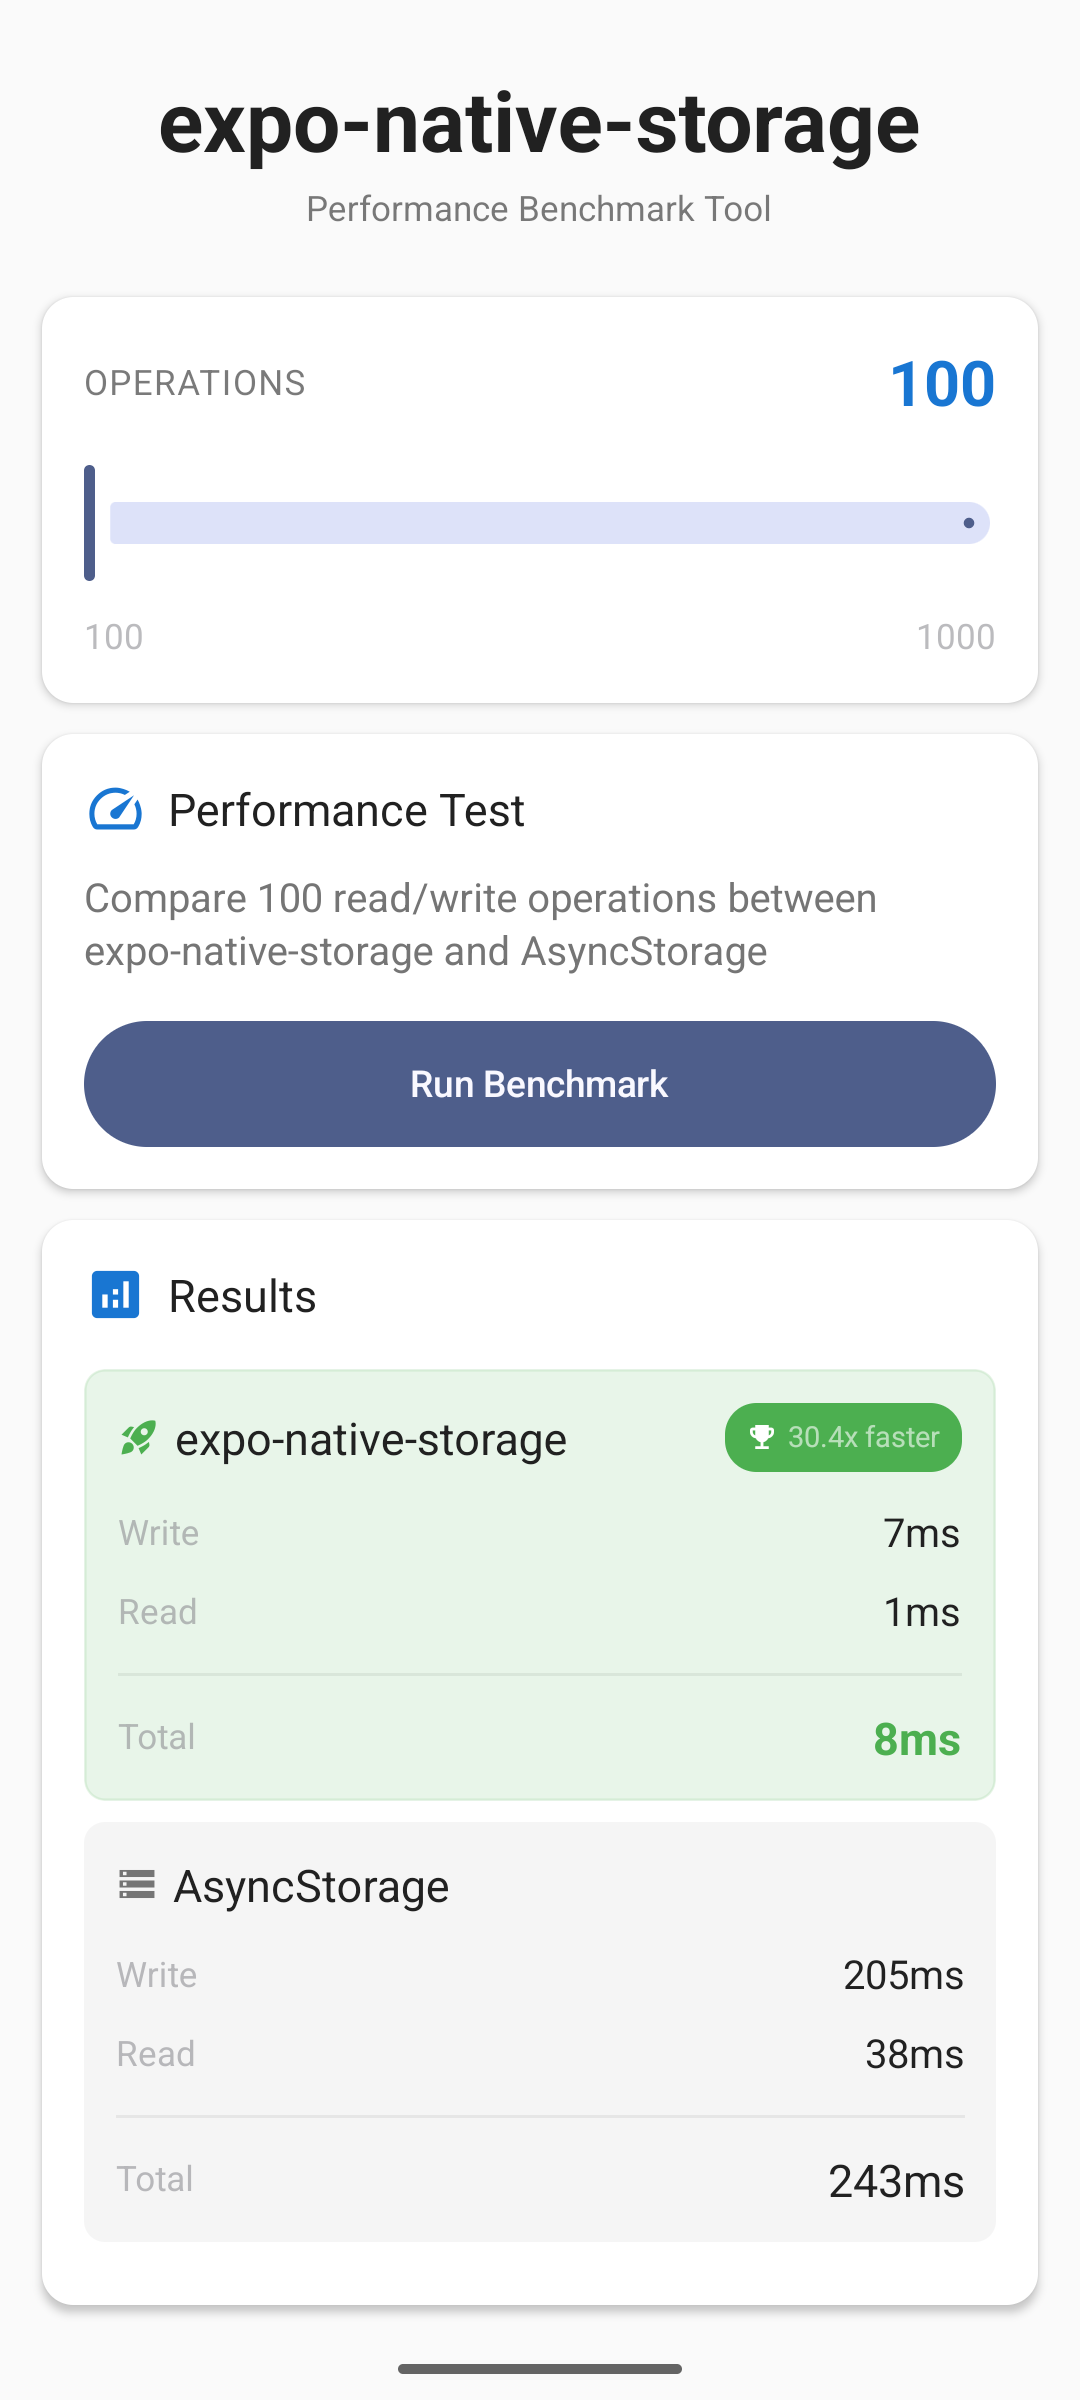 expo-native-storage
Performance Benchmark Tool
OPERATIONS 100
100 1000
Performance Test
Compare 100 read/write operations between
expo-native-storage and AsyncStorage
Run Benchmark
Results
expo-native-storage 30.4x faster
Write 7ms
Read 1ms
Total 8ms
AsyncStorage
Write 205ms
Read 38ms
Total 243ms